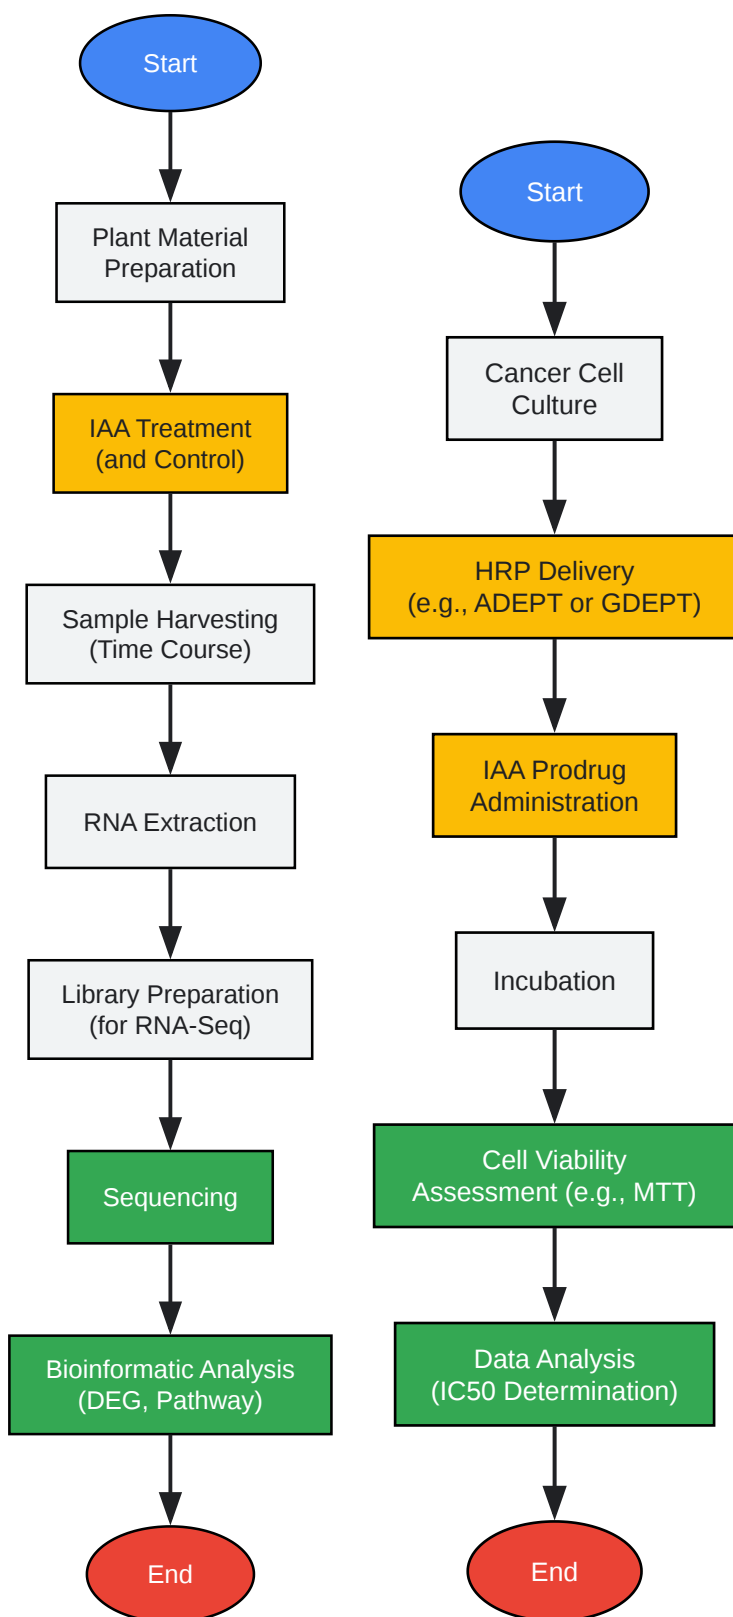 Start
Plant Material
Preparation
IAA Treatment
(and Control)
Sample Harvesting
(Time Course)
RNA Extraction
Library Preparation
(for RNA-Seq)
Sequencing
Bioinformatic Analysis
(DEG, Pathway)
End
Start
Cancer Cell
Culture
HRP Delivery
(e.g., ADEPT or GDEPT)
IAA Prodrug
Administration
Incubation
Cell Viability
Assessment (e.g., MTT)
Data Analysis
(IC50 Determination)
End